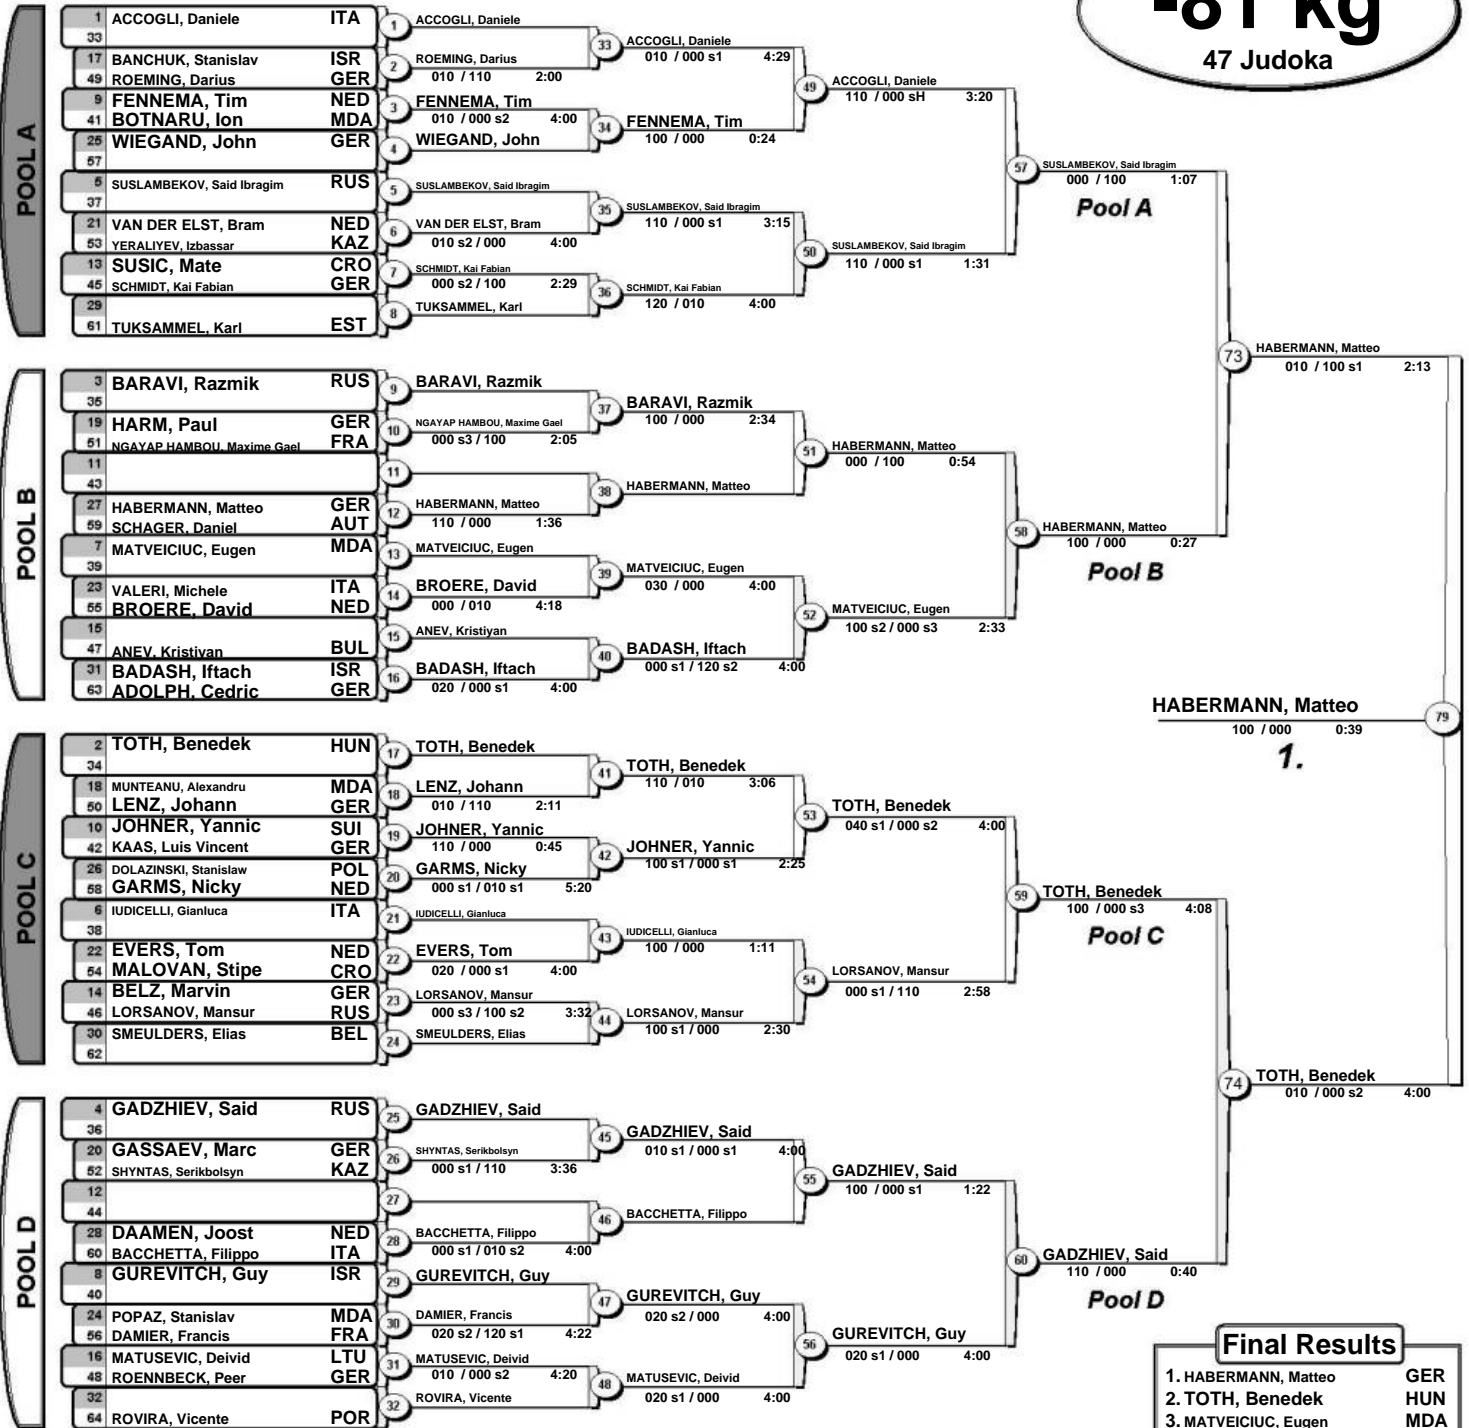 -81 kg
47 Judoka
POOL A
1 ACCOGLI, Daniele ITA
33
17 BANCHUK, Stanislav ISR
49 ROEMING, Darius GER
9 FENNEMA, Tim NED
41 BOTNARU, Ion MDA
25 WIEGAND, John GER
57
5 SUSLAMBEKOV, Said Ibragim RUS
37
21 VAN DER ELST, Bram NED
53 YERALIYEV, Izbassar KAZ
13 SUSIC, Mate CRO
45 SCHMIDT, Kai Fabian GER
29
61 TUKSAMMEL, Karl EST
1 ACCOGLI, Daniele
2 ROEMING, Darius
010 / 110 2:00
3 FENNEMA, Tim
010 / 000 s2 4:00
4 WIEGAND, John
5 SUSLAMBEKOV, Said Ibragim
6 VAN DER ELST, Bram
010 s2 / 000 4:00
7 SCHMIDT, Kai Fabian
000 s2 / 100 2:29
8 TUKSAMMEL, Karl
33 ACCOGLI, Daniele
010 / 000 s1 4:29
34 FENNEMA, Tim
100 / 000 0:24
35 SUSLAMBEKOV, Said Ibragim
110 / 000 s1 3:15
36 SCHMIDT, Kai Fabian
120 / 010 4:00
49 ACCOGLI, Daniele
110 / 000 sH 3:20
50 SUSLAMBEKOV, Said Ibragim
110 / 000 s1 1:31
57 SUSLAMBEKOV, Said Ibragim
000 / 100 1:07
Pool A
POOL B
3 BARAVI, Razmik RUS
35
19 HARM, Paul GER
51 NGAYAP HAMBOU, Maxime Gael FRA
11
43
27 HABERMANN, Matteo GER
59 SCHAGER, Daniel AUT
7 MATVEICIUC, Eugen MDA
39
23 VALERI, Michele ITA
55 BROERE, David NED
15
47 ANEV, Kristiyan BUL
31 BADASH, Iftach ISR
63 ADOLPH, Cedric GER
9 BARAVI, Razmik
10 NGAYAP HAMBOU, Maxime Gael
000 s3 / 100 2:05
11
12 HABERMANN, Matteo
110 / 000 1:36
13 MATVEICIUC, Eugen
14 BROERE, David
000 / 010 4:18
15 ANEV, Kristiyan
16 BADASH, Iftach
020 / 000 s1 4:00
37 BARAVI, Razmik
100 / 000 2:34
38 HABERMANN, Matteo
39 MATVEICIUC, Eugen
030 / 000 4:00
40 BADASH, Iftach
000 s1 / 120 s2 4:00
51 HABERMANN, Matteo
000 / 100 0:54
52 MATVEICIUC, Eugen
100 s2 / 000 s3 2:33
58 HABERMANN, Matteo
100 / 000 0:27
Pool B
73 HABERMANN, Matteo
010 / 100 s1 2:13
HABERMANN, Matteo 79
100 / 000 0:39
1.
POOL C
2 TOTH, Benedek HUN
34
18 MUNTEANU, Alexandru MDA
50 LENZ, Johann GER
10 JOHNER, Yannic SUI
42 KAAS, Luis Vincent GER
26 DOLAZINSKI, Stanislaw POL
58 GARMS, Nicky NED
6 IUDICELLI, Gianluca ITA
38
22 EVERS, Tom NED
54 MALOVAN, Stipe CRO
14 BELZ, Marvin GER
46 LORSANOV, Mansur RUS
30 SMEULDERS, Elias BEL
62
17 TOTH, Benedek
18 LENZ, Johann
010 / 110 2:11
19 JOHNER, Yannic
110 / 000 0:45
20 GARMS, Nicky
000 s1 / 010 s1 5:20
21 IUDICELLI, Gianluca
22 EVERS, Tom
020 / 000 s1 4:00
23 LORSANOV, Mansur
000 s3 / 100 s2 3:32
24 SMEULDERS, Elias
41 TOTH, Benedek
110 / 010 3:06
42 JOHNER, Yannic
100 s1 / 000 s1 2:25
43 IUDICELLI, Gianluca
100 / 000 1:11
44 LORSANOV, Mansur
100 s1 / 000 2:30
53 TOTH, Benedek
040 s1 / 000 s2 4:00
54 LORSANOV, Mansur
000 s1 / 110 2:58
59 TOTH, Benedek
100 / 000 s3 4:08
Pool C
74 TOTH, Benedek
010 / 000 s2 4:00
POOL D
4 GADZHIEV, Said RUS
36
20 GASSAEV, Marc GER
52 SHYNTAS, Serikbolsyn KAZ
12
44
28 DAAMEN, Joost NED
60 BACCHETTA, Filippo ITA
8 GUREVITCH, Guy ISR
40
24 POPAZ, Stanislav MDA
56 DAMIER, Francis FRA
16 MATUSEVIC, Deivid LTU
48 ROENNBECK, Peer GER
32
64 ROVIRA, Vicente POR
25 GADZHIEV, Said
26 SHYNTAS, Serikbolsyn
000 s1 / 110 3:36
27
28 BACCHETTA, Filippo
000 s1 / 010 s2 4:00
29 GUREVITCH, Guy
30 DAMIER, Francis
020 s2 / 120 s1 4:22
31 MATUSEVIC, Deivid
010 / 000 s2 4:20
32 ROVIRA, Vicente
45 GADZHIEV, Said
010 s1 / 000 s1 4:00
46 BACCHETTA, Filippo
47 GUREVITCH, Guy
020 s2 / 000 4:00
48 MATUSEVIC, Deivid
020 s1 / 000 4:00
55 GADZHIEV, Said
100 / 000 s1 1:22
56 GUREVITCH, Guy
020 s1 / 000 4:00
60 GADZHIEV, Said
110 / 000 0:40
Pool D
Final Results
1. HABERMANN, Matteo GER
2. TOTH, Benedek HUN
3. MATVEICIUC, Eugen MDA